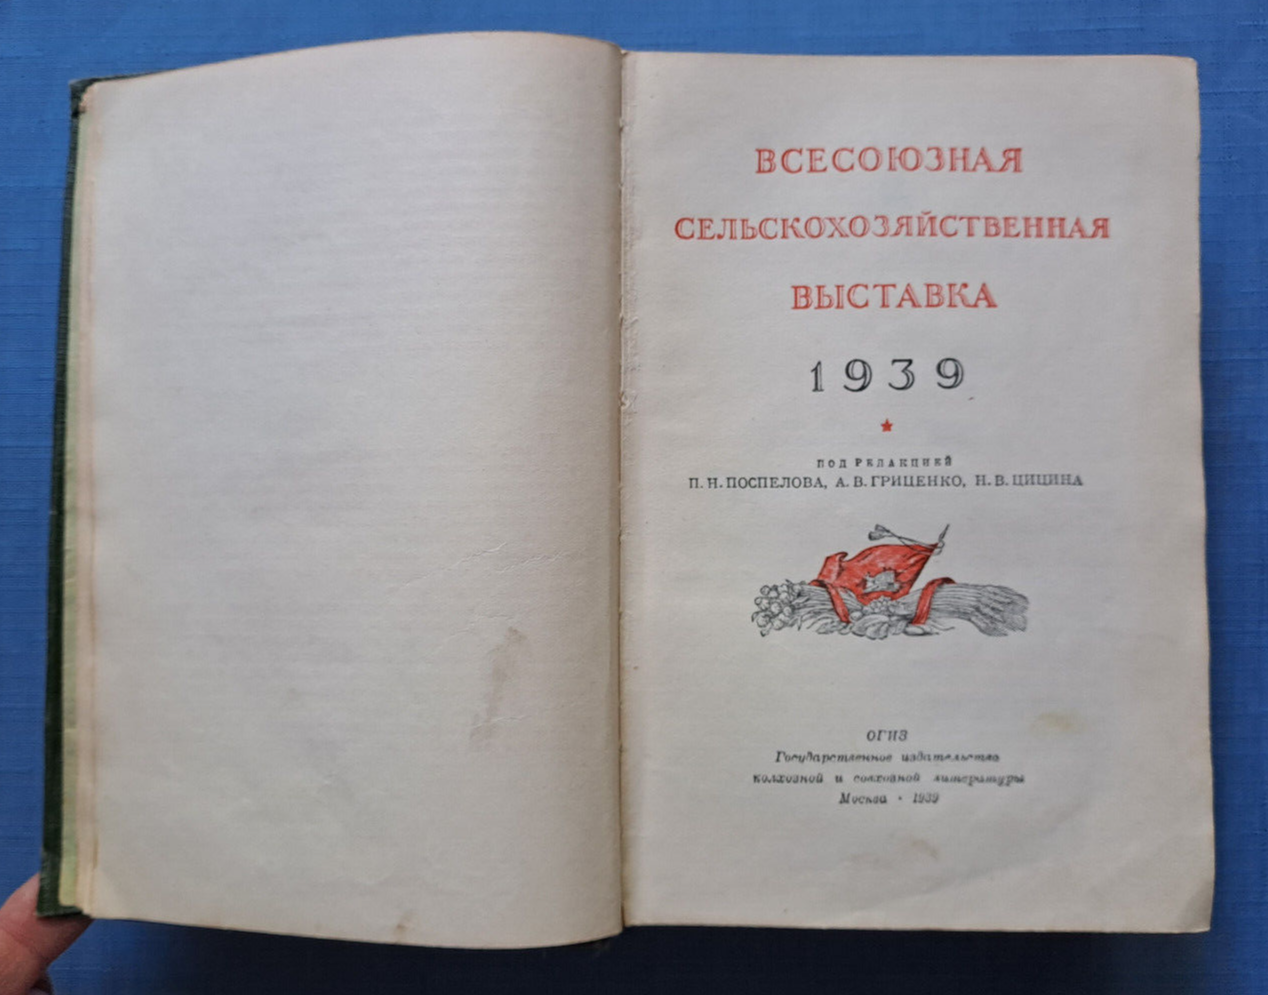 ВСЕСОЮЗНАЯ
СЕЛЬСКОХОЗЯЙСТВЕННАЯ
ВЫСТАВКА
1939
ПОД РЕДАКЦИЕЙ
П. Н. ПОСПЕЛОВА, А. В. ГРИЦЕНКО, Н. В. ЦИЦИНА
ОГИЗ
Государственное издательство
колхозной и совхозной литературы
Москва · 1939